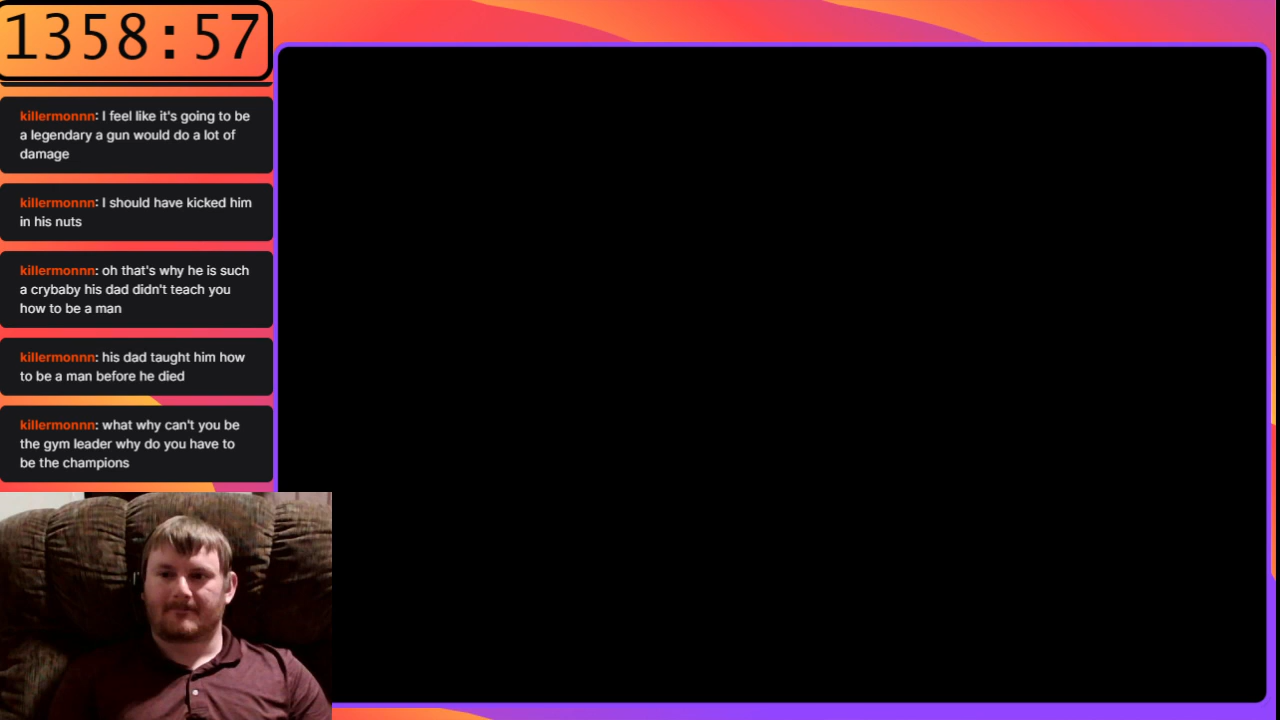 1358:57
killermonnn: I feel like it's going to be
a legendary a gun would do a lot of
damage
killermonnn: I should have kicked him
in his nuts
killermonnn: oh that's why he is such
a crybaby his dad didn't teach you
how to be a man
killermonnn: his dad taught him how
to be a man before he died
killermonnn: what why can't you be
the gym leader why do you have to
be the champions